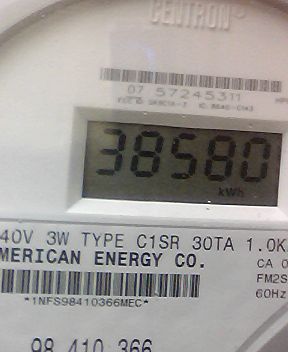 CENTRON
07 57245311
38580
kWh
40V 3W TYPE C1SR 30TA 1.0K
MERICAN ENERGY CO.
CA 0
FM2S
60Hz
*1NFS98410366MEC*
98 410 366